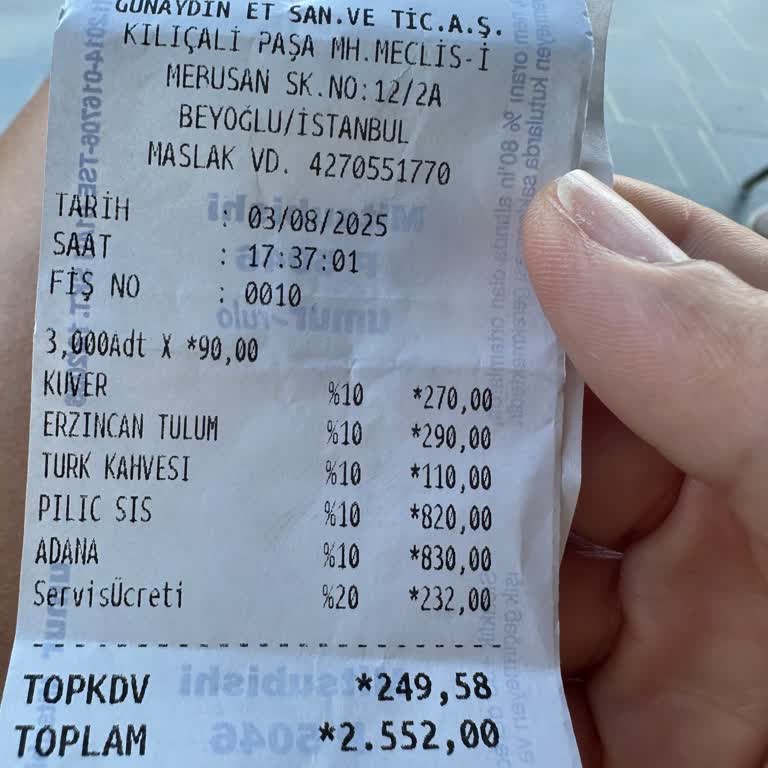 GÜNAYDIN ET SAN.VE TİC.A.Ş.
KILIÇALİ PAŞA MH.MECLİS-İ
MEBUSAN SK.NO:12/2A
BEYOĞLU/İSTANBUL
MASLAK VD. 4270551770
TARİH : 03/08/2025
SAAT : 17:37:01
FİŞ NO : 0010
3,000Adt X *90,00
KUVER %10 *270,00
ERZINCAN TULUM %10 *290,00
TURK KAHVESI %10 *110,00
PILIC SIS %10 *820,00
ADANA %10 *830,00
ServisÜcreti %20 *232,00
TOPKDV *249,58
TOPLAM *2.552,00